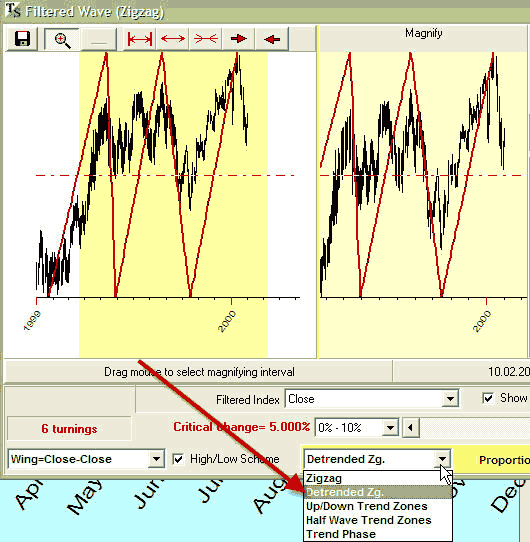 TS Filtered Wave (Zigzag)
Magnify
1999
2000
2000
Drag mouse to select magnifying interval
10.02.20
Filtered Index
Close
Show
6 turnings
Critical change= 5.000%
0% - 10%
Wing=Close-Close
High/Low Scheme
Detrended Zg.
Proportio
Zigzag
Detrended Zg.
Up/Down Trend Zones
Half Wave Trend Zones
Trend Phase
Apr
May
Jun
Jul
Aug
Nov
Dec